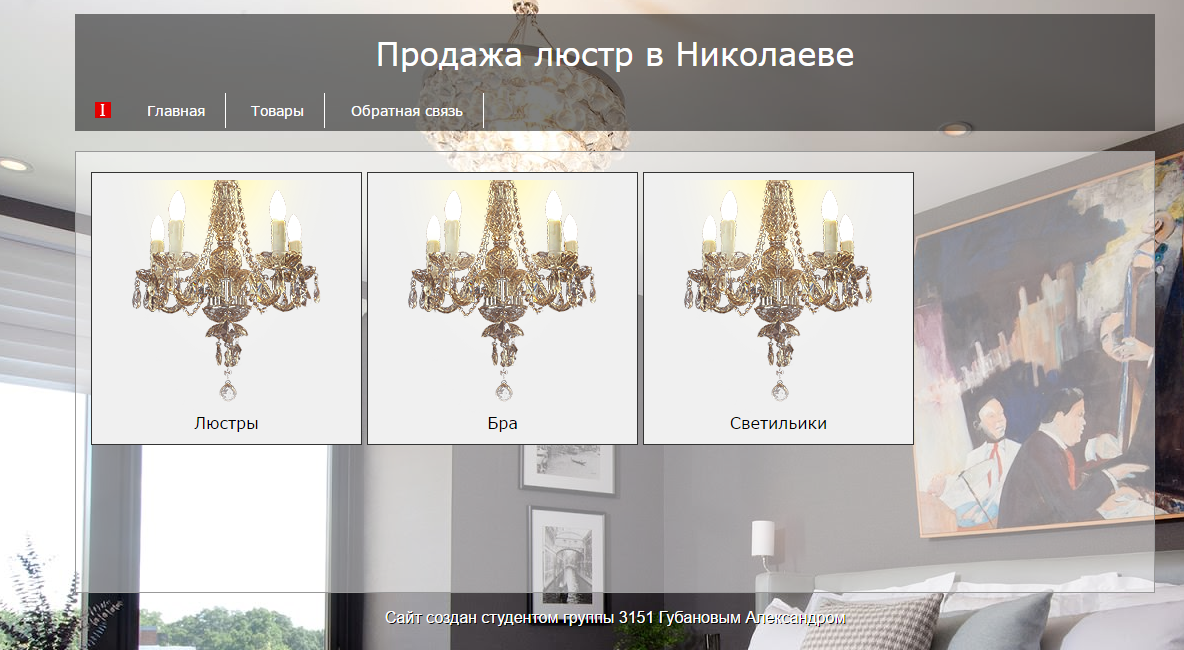 Продажа люстр в Николаеве
I Главная Товары Обратная связь
Люстры Бра Светильики
Сайт создан студентом группы 3151 Губановым Александром